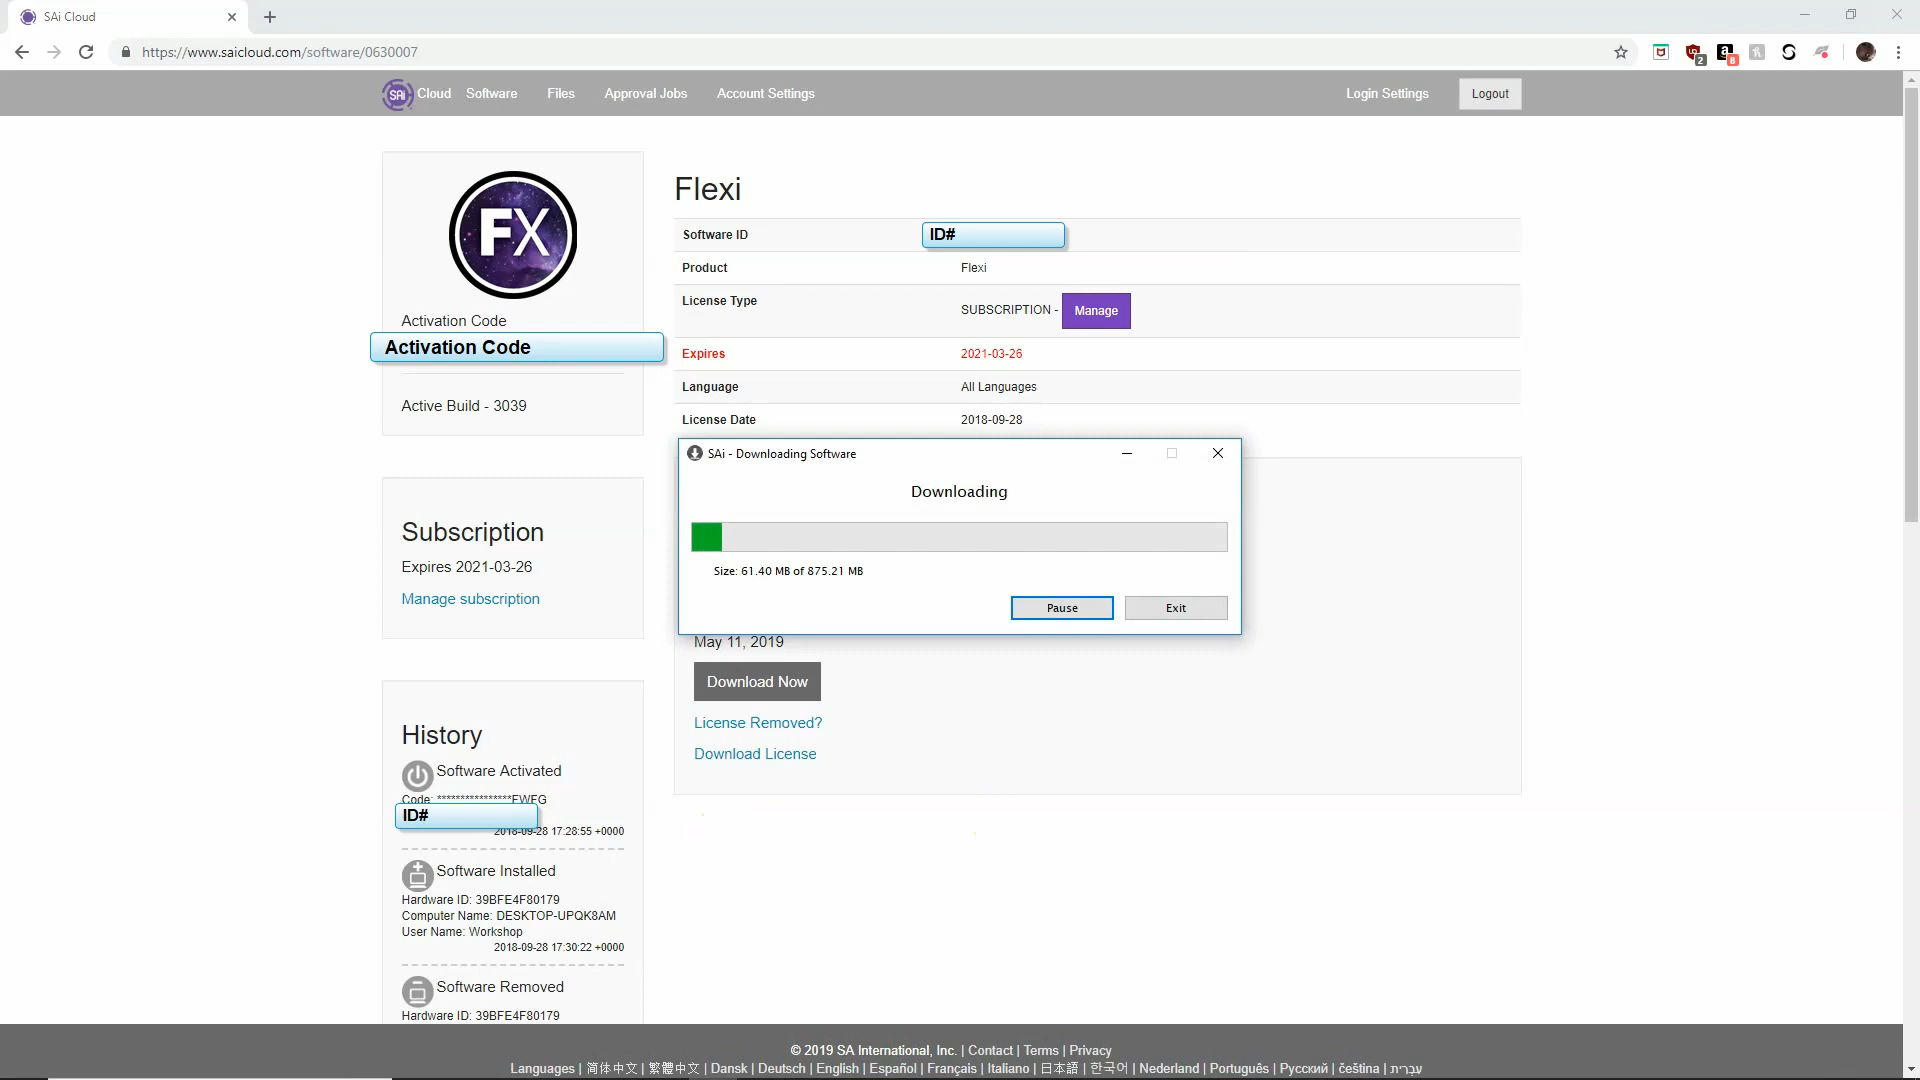 SAi Cloud
https://www.saicloud.com/software/0630007
2
8
SAi Cloud Software Files Approval Jobs Account Settings Login Settings Logout
FX
Activation Code
Activation Code
Active Build - 3039
Subscription
Expires 2021-03-26
Manage subscription
History
Software Activated
Code: ****************FWFG
ID#
2018-09-28 17:28:55 +0000
Software Installed
Hardware ID: 39BFE4F80179
Computer Name: DESKTOP-UPQK8AM
User Name: Workshop
2018-09-28 17:30:22 +0000
Software Removed
Hardware ID: 39BFE4F80179
Flexi
Software ID ID#
Product Flexi
License Type SUBSCRIPTION - Manage
Expires 2021-03-26
Language All Languages
License Date 2018-09-28
SAi - Downloading Software
Downloading
Size: 61.40 MB of 875.21 MB
Pause Exit
May 11, 2019
Download Now
License Removed?
Download License
© 2019 SA International, Inc. | Contact | Terms | Privacy
Languages | 简体中文 | 繁體中文 | Dansk | Deutsch | English | Español | Français | Italiano | 日本語 | 한국어 | Nederland | Português | Русский | čeština | עברית